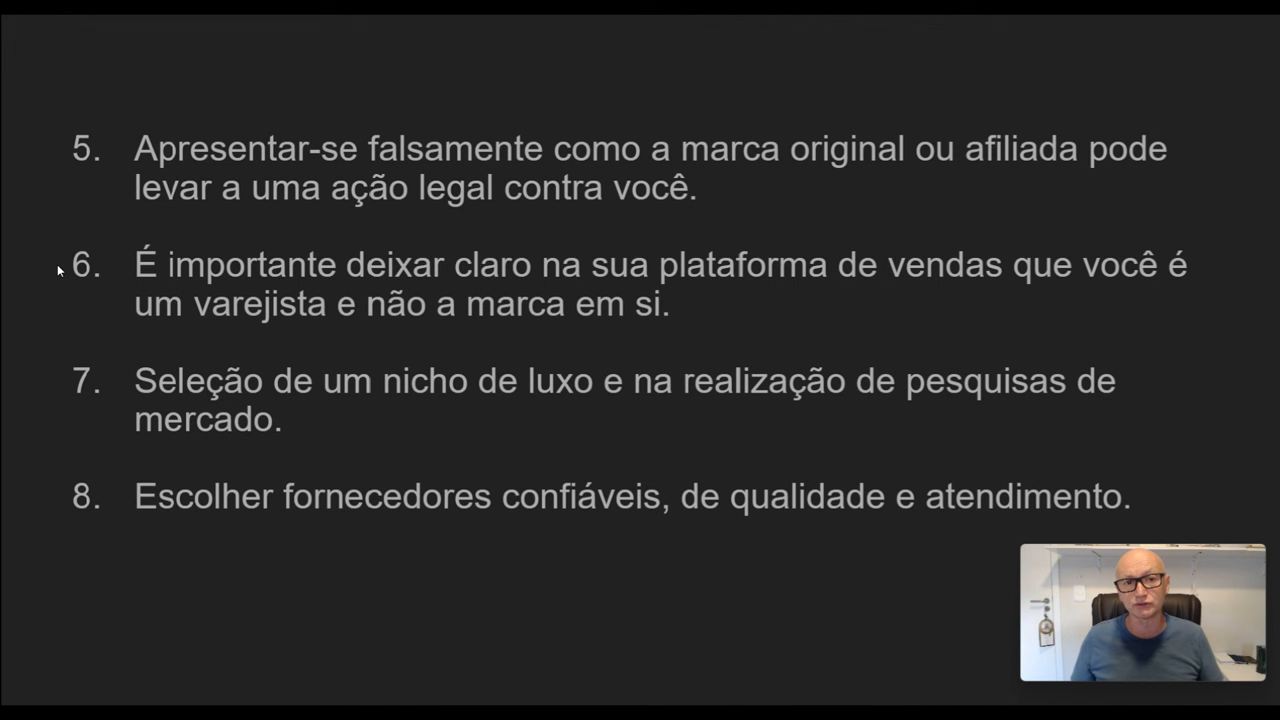 5. Apresentar-se falsamente como a marca original ou afiliada pode
levar a uma ação legal contra você.
6. É importante deixar claro na sua plataforma de vendas que você é
um varejista e não a marca em si.
7. Seleção de um nicho de luxo e na realização de pesquisas de
mercado.
8. Escolher fornecedores confiáveis, de qualidade e atendimento.